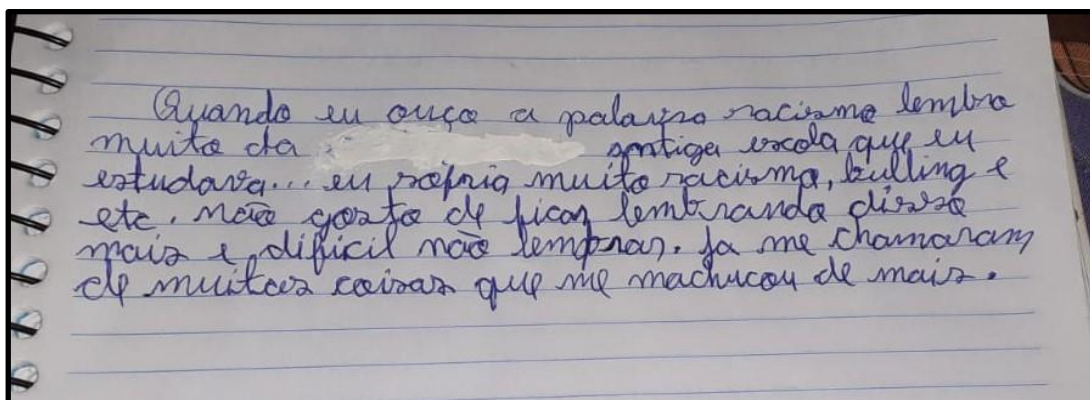 Quando eu ouço a palavra racismo lembro
muito da antiga escola que eu
estudava... eu sofria muito racismo, bulling e
etc. não gosto de ficar lembrando disso
mais e dificil não lembrar. Ja me chamaram
de muitas coisas que me machucou de mais.